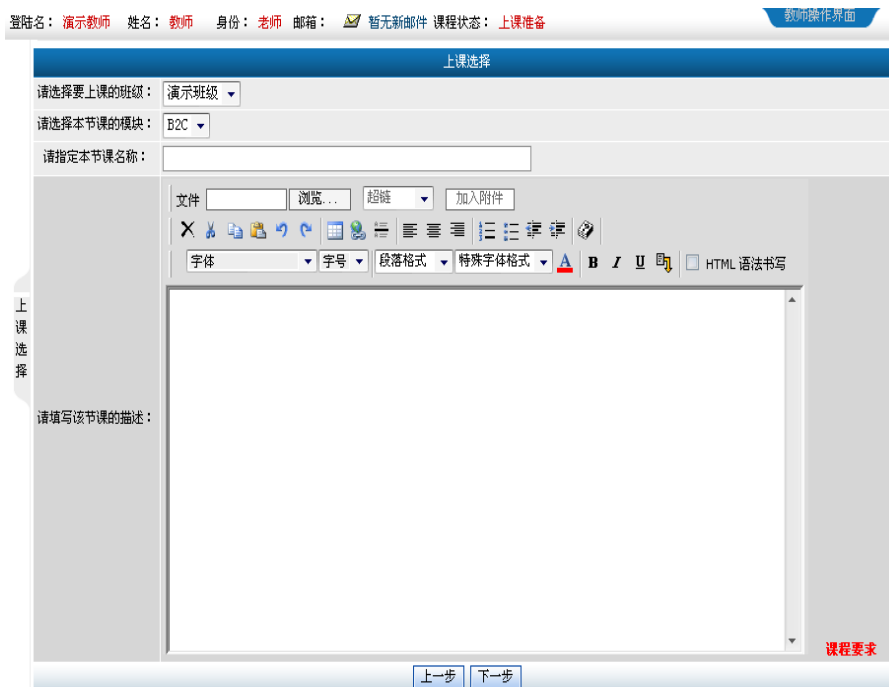 登陆名： 演示教师 姓名： 教师 身份： 老师 邮箱： 暂无新邮件 课程状态： 上课准备
教师操作界面
上课选择
请选择要上课的班级： 演示班级
请选择本节课的模块： B2C
请指定本节课名称：
文件 浏览... 超链 加入附件
字体 字号 段落格式 特殊字体格式 A B I U HTML 语法书写
上
课
选
择
请填写该节课的描述：
课程要求
上一步 下一步